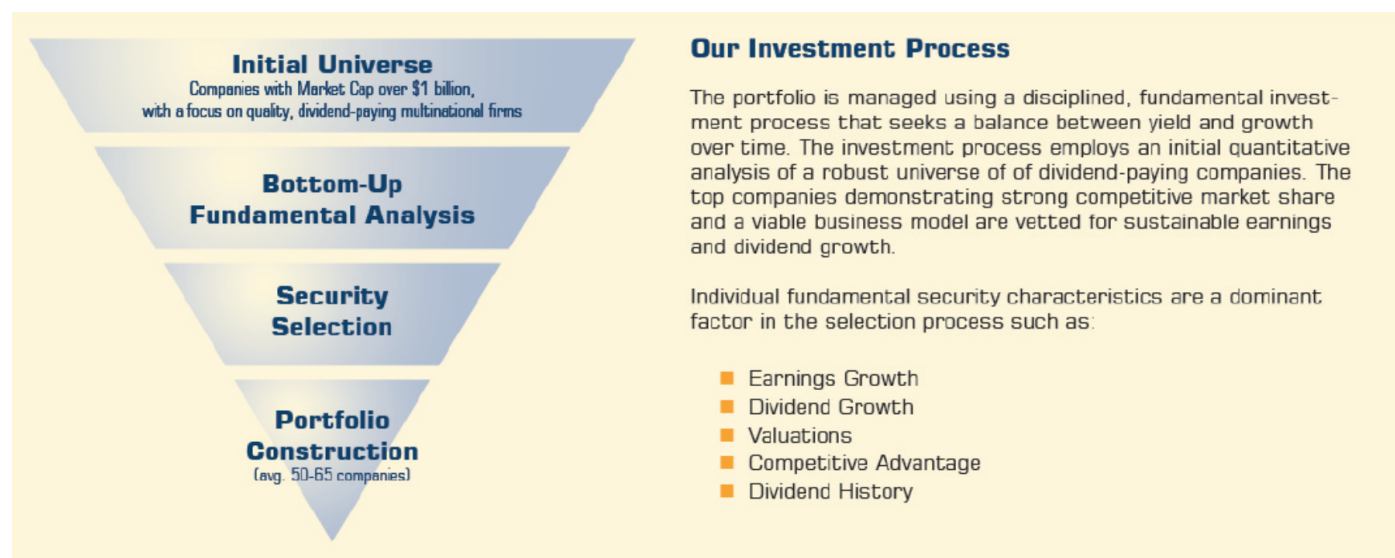 Initial Universe
Companies with Market Cap over $1 billion,
with a focus on quality, dividend-paying multinational firms
Bottom-Up
Fundamental Analysis
Security
Selection
Portfolio
Construction
(avg. 50-65 companies)
Our Investment Process
The portfolio is managed using a disciplined, fundamental invest-
ment process that seeks a balance between yield and growth
over time. The investment process employs an initial quantitative
analysis of a robust universe of of dividend-paying companies. The
top companies demonstrating strong competitive market share
and a viable business model are vetted for sustainable earnings
and dividend growth.
Individual fundamental security characteristics are a dominant
factor in the selection process such as:
Earnings Growth
Dividend Growth
Valuations
Competitive Advantage
Dividend History